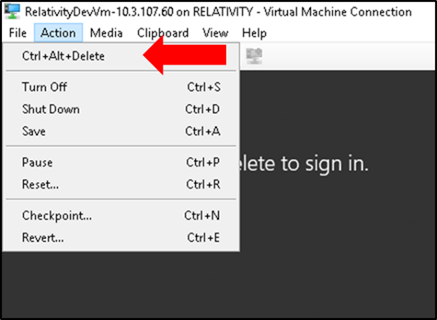 RelativityDevVm-10.3.107.60 on RELATIVITY - Virtual Machine Connection
File Action Media Clipboard View Help
Ctrl+Alt+Delete
Turn Off Ctrl+S
Shut Down Ctrl+D
Save Ctrl+A
Pause Ctrl+P
elete to sign in.
Reset... Ctrl+R
Checkpoint... Ctrl+N
Revert... Ctrl+E